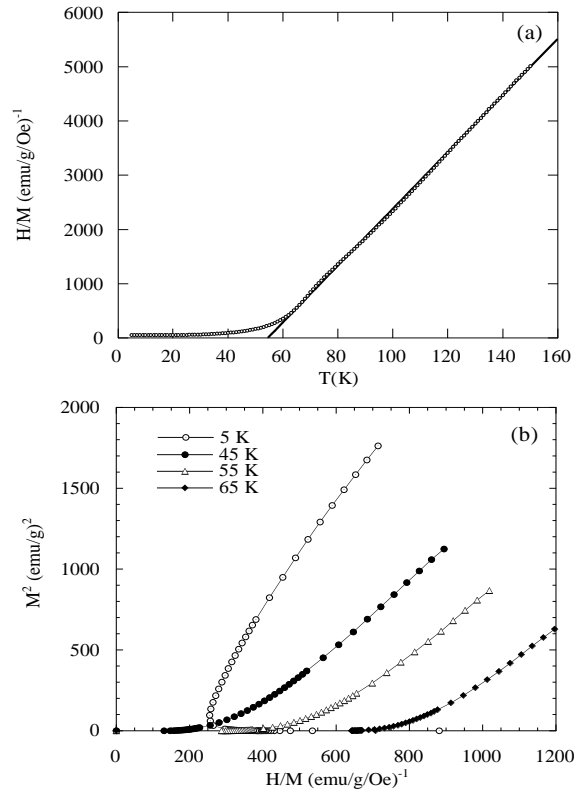 6000
(a)
5000
4000
3000
2000
1000
0
H/M (emu/g/Oe)-1
0 20 40 60 80 100 120 140 160
T(K)
2000
(b)
5 K
45 K
55 K
65 K
1500
1000
500
0
M2 (emu/g)2
0 200 400 600 800 1000 1200
H/M (emu/g/Oe)-1